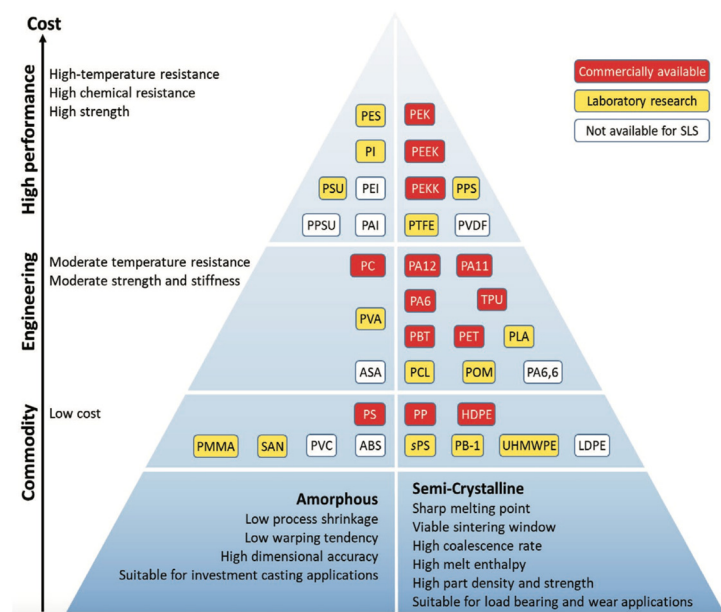 Cost
High performance
Engineering
Commodity
High-temperature resistance
High chemical resistance
High strength
Commercially available
Laboratory research
Not available for SLS
PES PEK
PI PEEK
PSU PEI PEKK PPS
PPSU PAI PTFE PVDF
Moderate temperature resistance
Moderate strength and stiffness
PC PA12 PA11
PA6 TPU
PVA
PBT PET PLA
ASA PCL POM PA6,6
Low cost
PS PP HDPE
PMMA SAN PVC ABS sPS PB-1 UHMWPE LDPE
Amorphous
Low process shrinkage
Low warping tendency
High dimensional accuracy
Suitable for investment casting applications
Semi-Crystalline
Sharp melting point
Viable sintering window
High coalescence rate
High melt enthalpy
High part density and strength
Suitable for load bearing and wear applications